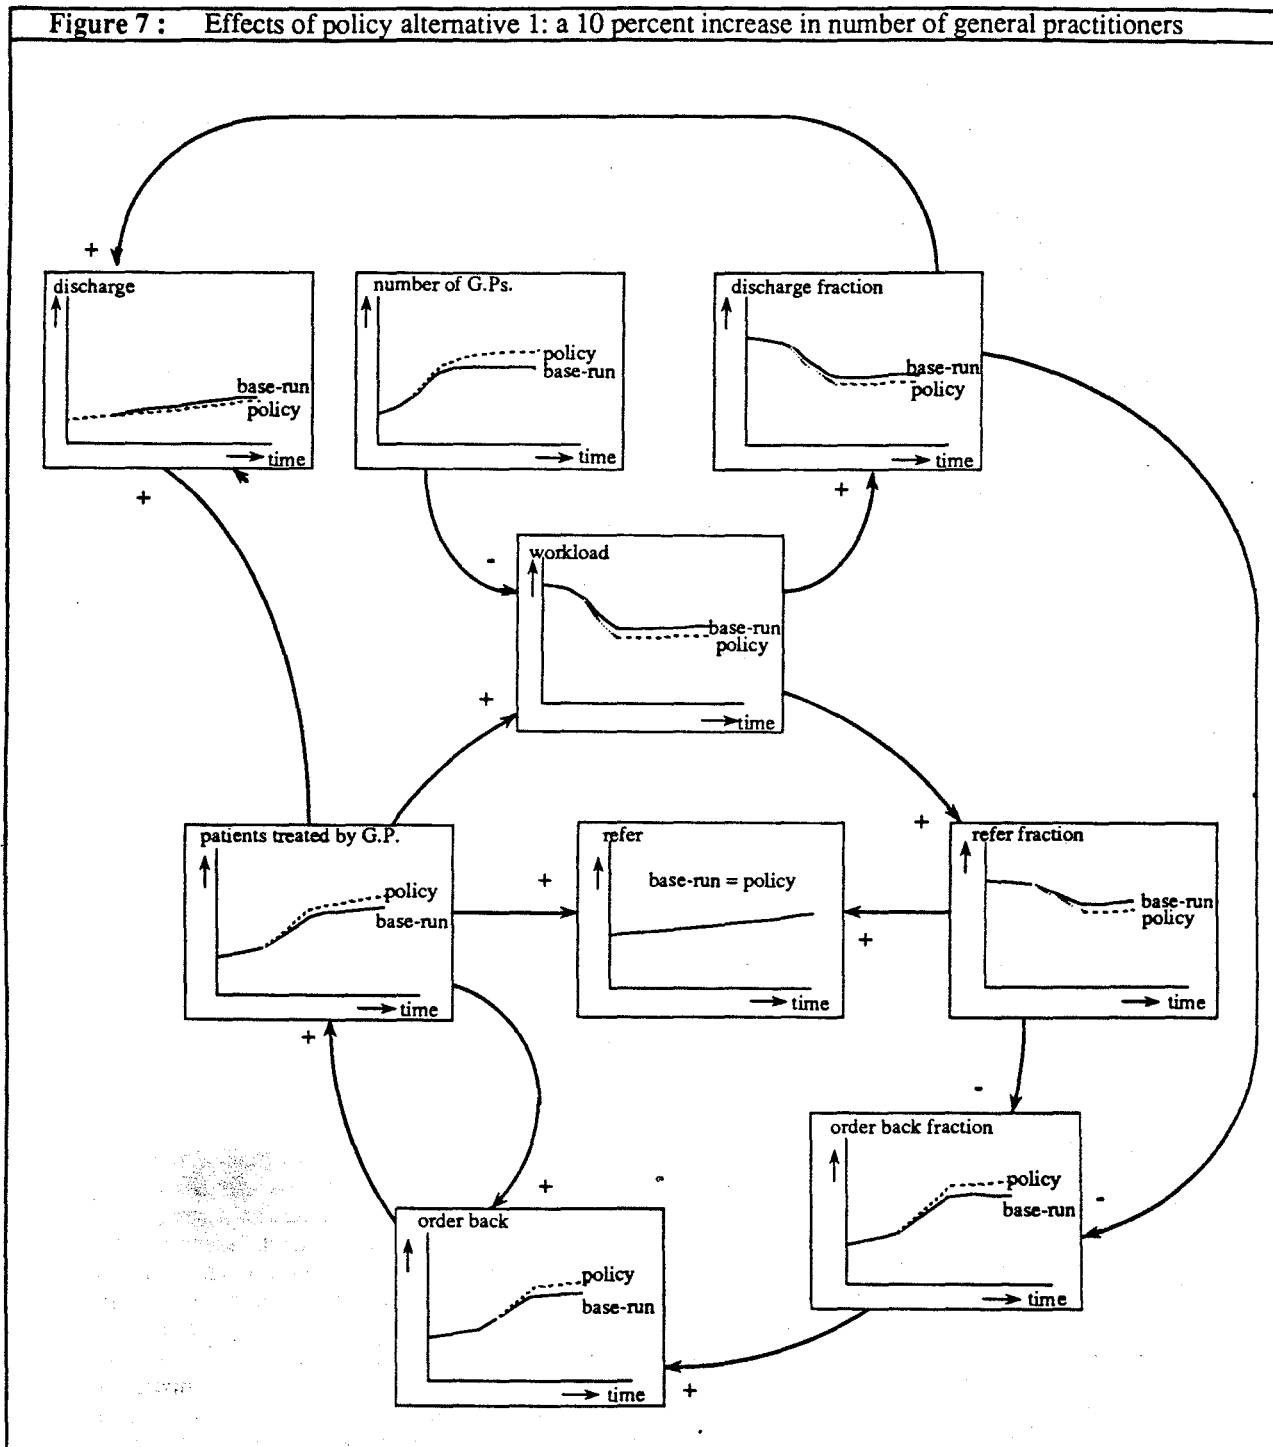 Figure 7 : Effects of policy alternative 1: a 10 percent increase in number of general practitioners
+
discharge
base-run
policy
time
+
number of G.Ps.
policy
base-run
time
discharge fraction
base-run
policy
time
+
-
workload
base-run
policy
time
+
patients treated by G.P.
policy
base-run
time
+
+
refer
base-run = policy
time
+
+
refer fraction
base-run
policy
time
-
order back fraction
policy
base-run
time
-
+
order back
policy
base-run
time
+